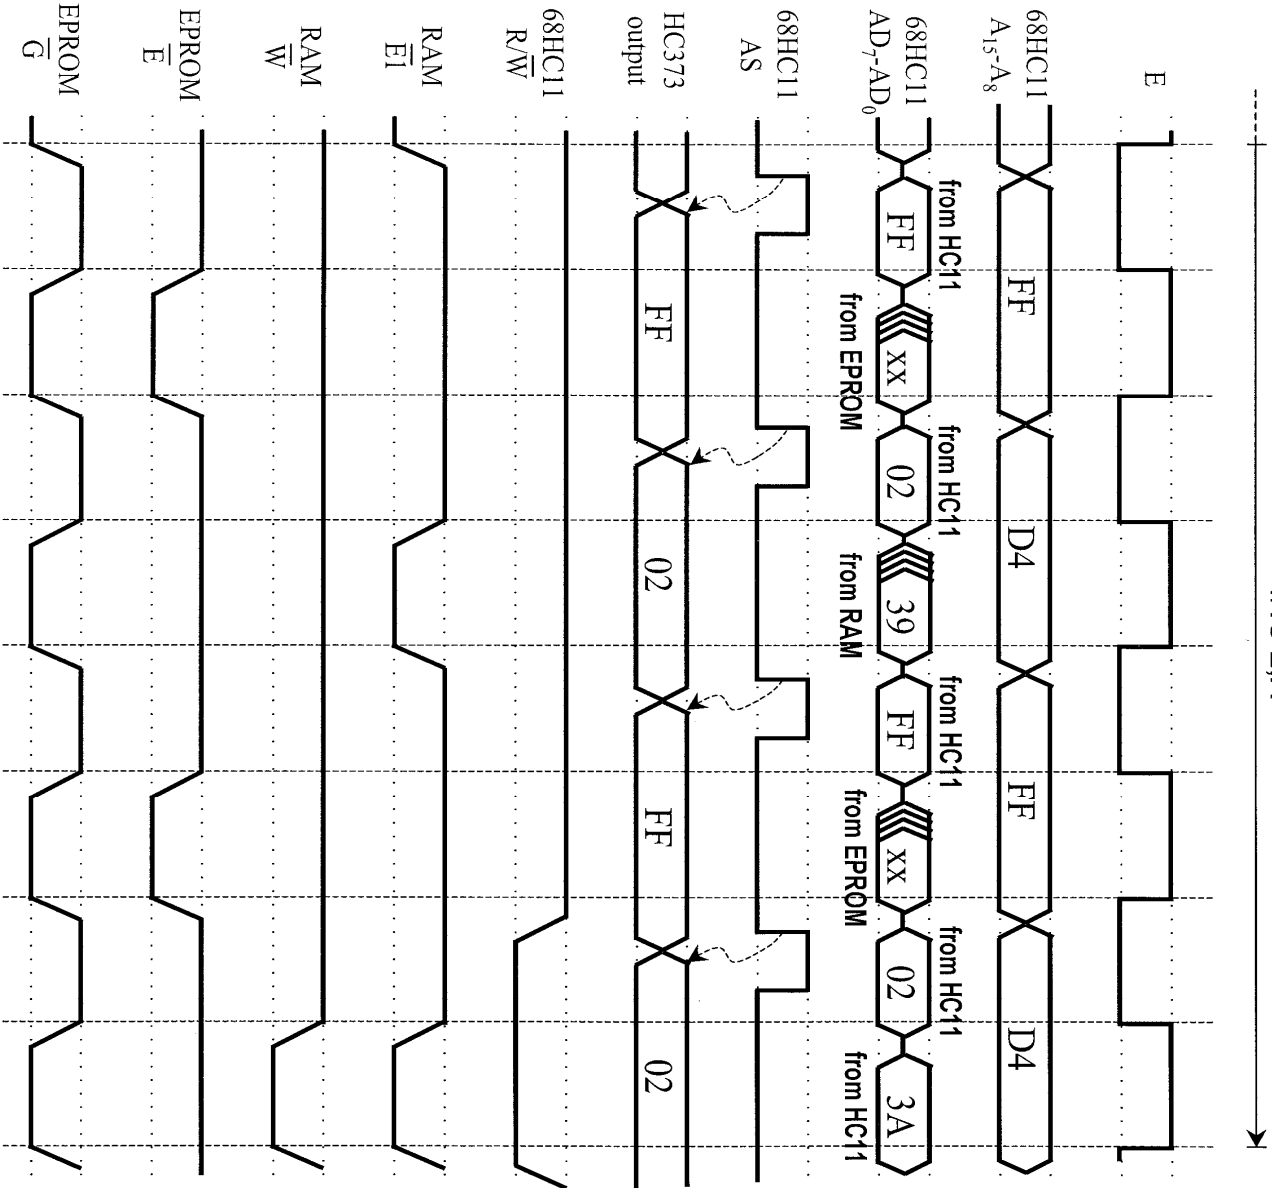 E
68HC11
A₁₅-A₈
FF
D4
FF
D4
68HC11
AD₇-AD₀
from HC11
FF
from EPROM
xx
from HC11
02
from RAM
39
from HC11
FF
from EPROM
xx
from HC11
02
from HC11
3A
68HC11
AS
HC373
output
FF
02
FF
02
68HC11
R/W̅
RAM
E̅1̅
RAM
W̅
EPROM
E̅
EPROM
G̅